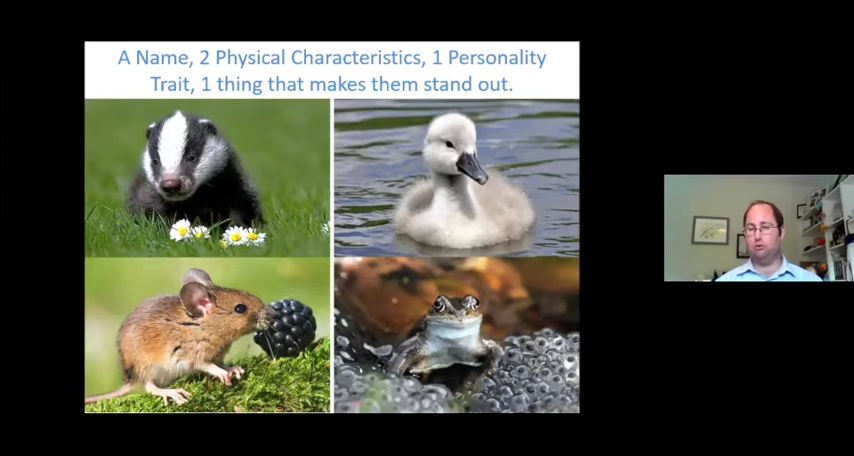 A Name, 2 Physical Characteristics, 1 Personality
Trait, 1 thing that makes them stand out.